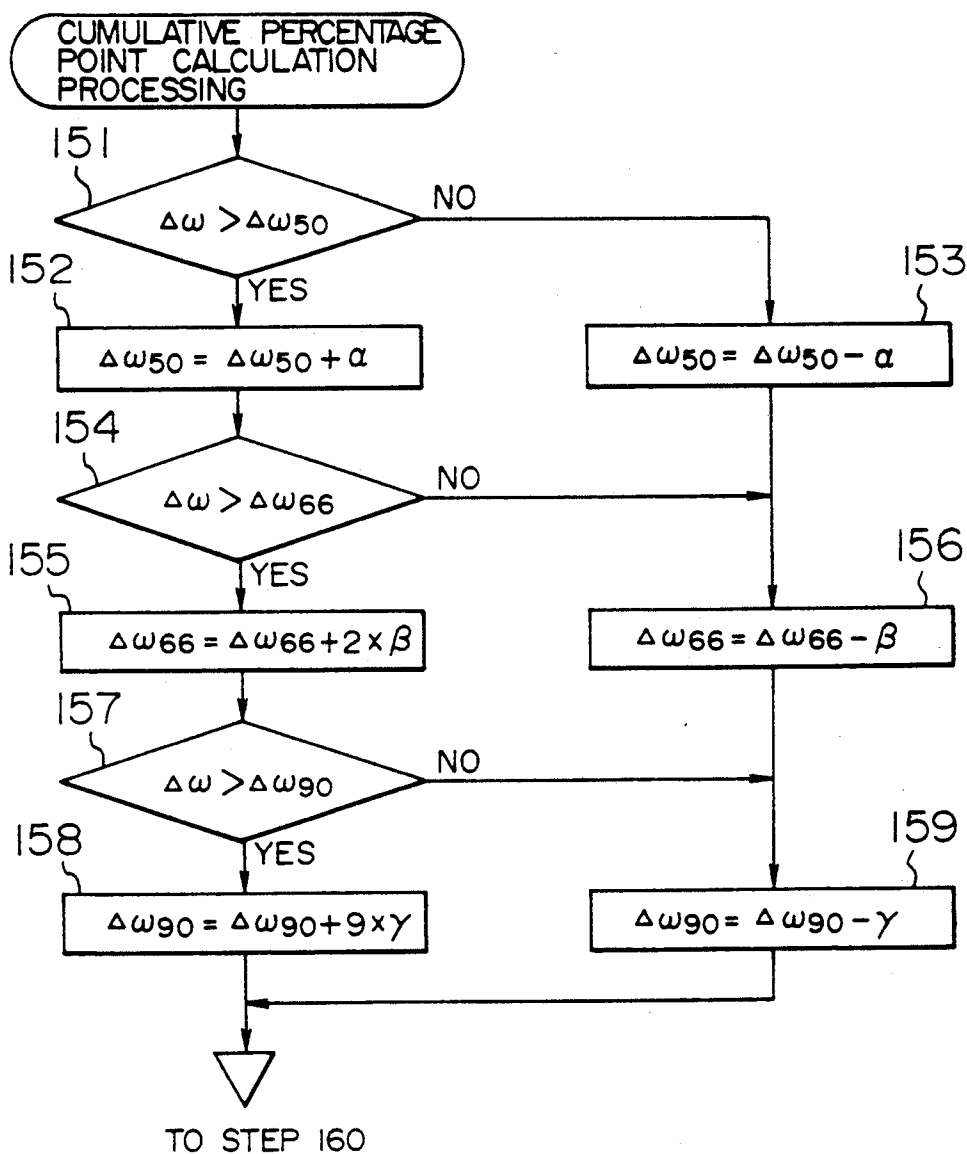 CUMULATIVE PERCENTAGE
POINT CALCULATION
PROCESSING
151
Δω > Δω50
NO
YES
152
Δω50 = Δω50 + α
153
Δω50 = Δω50 - α
154
Δω > Δω66
NO
YES
155
Δω66 = Δω66 + 2 × β
156
Δω66 = Δω66 - β
157
Δω > Δω90
NO
YES
158
Δω90 = Δω90 + 9 × γ
159
Δω90 = Δω90 - γ
TO STEP 160